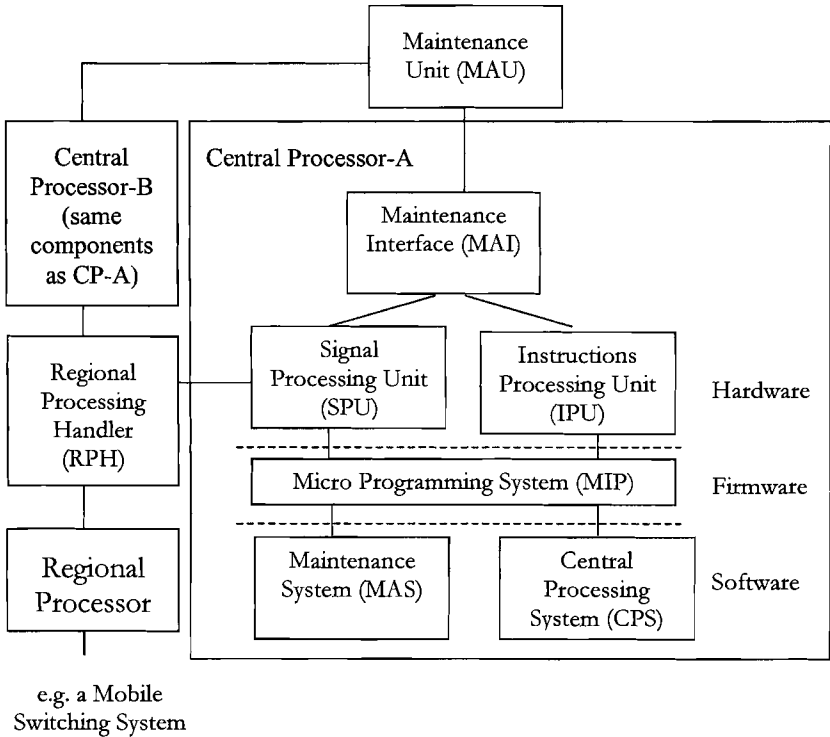 Maintenance
Unit (MAU)
Central
Processor-B
(same
components
as CP-A)
Central Processor-A
Maintenance
Interface (MAI)
Regional
Processing
Handler
(RPH)
Signal
Processing Unit
(SPU)
Instructions
Processing Unit
(IPU)
Hardware
Micro Programming System (MIP)
Firmware
Regional
Processor
Maintenance
System (MAS)
Central
Processing
System (CPS)
Software
e.g. a Mobile
Switching System